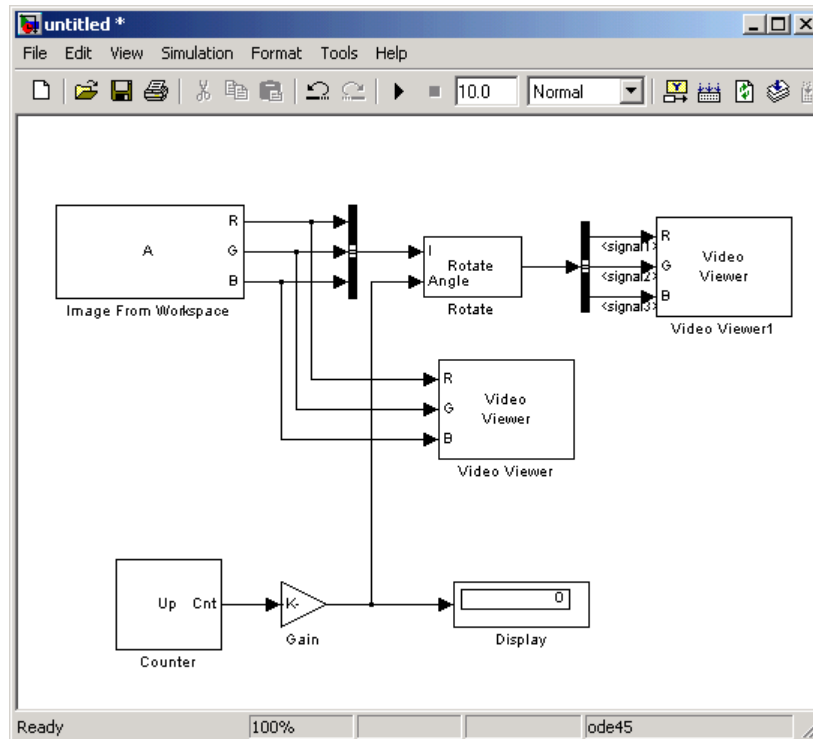 untitled *
File Edit View Simulation Format Tools Help
10.0 Normal
R
A G
B
Image From Workspace
I
Rotate
Angle
Rotate
<signal1>
<signal2>
<signal3>
R
G
B
Video
Viewer
Video Viewer1
R
G
B
Video
Viewer
Video Viewer
Up Cnt
Counter
K-
Gain
0
Display
Ready 100% ode45